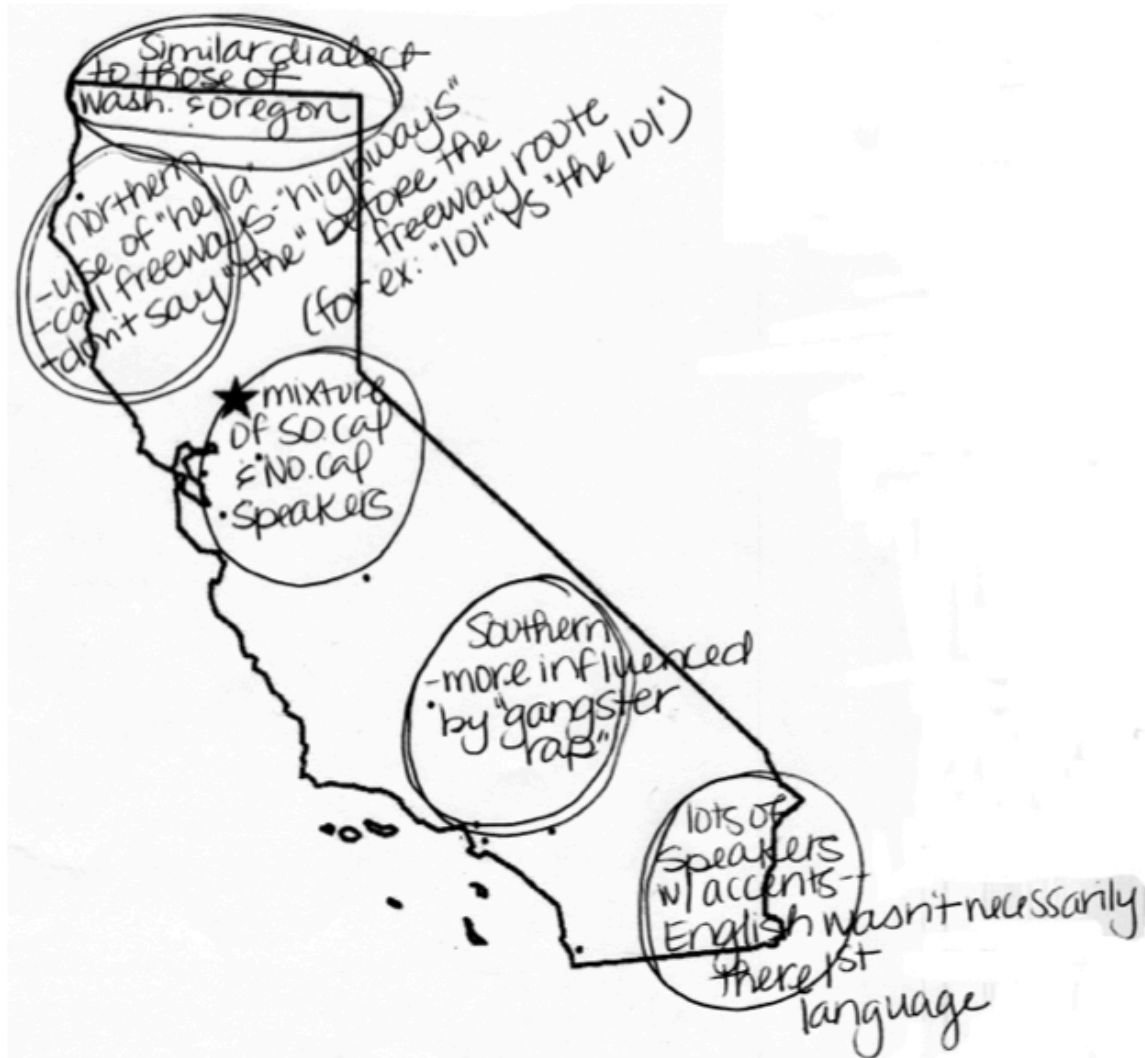 Similar dialect
to those of
Wash. & Oregon
northern
-use of "hella"
-call freeways-"highways"
-don't say "the" before the
freeway route
(for ex: "101" vs "the 101")
mixture
of SO.cal
& NO.cal
speakers
Southern
-more influenced
by "gangster
rap"
lots of
speakers
w/ accents--
English wasn't necessarily
there 1st
language